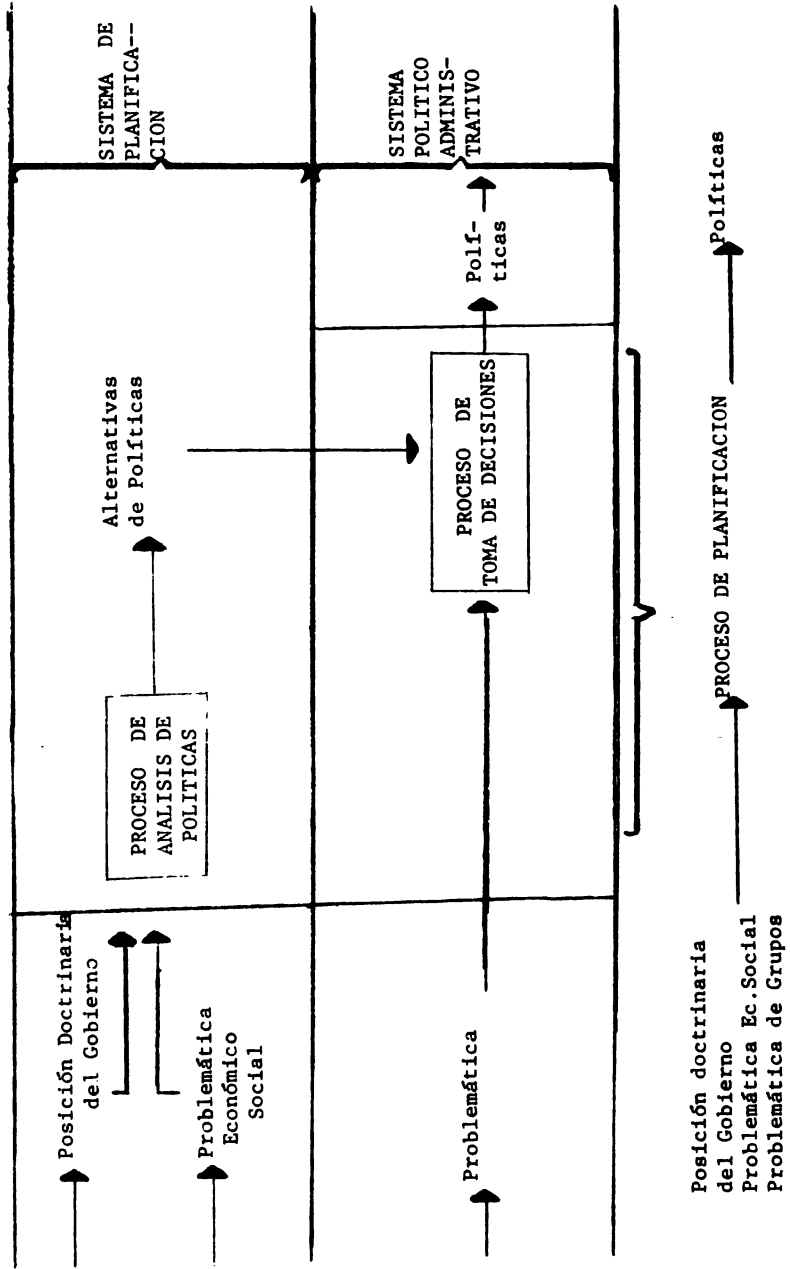 Posición Doctrinaria
del Gobierno
Problemática
Económico
Social
PROCESO DE
ANALISIS DE
POLITICAS
Alternativas
de Políticas
SISTEMA DE
PLANIFICA--
CION
Problemática
PROCESO DE
TOMA DE DECISIONES
Polí-
ticas
SISTEMA
POLITICO
ADMINIS-
TRATIVO
Posición doctrinaria
del Gobierno
Problemática Ec.Social
Problemática de Grupos
PROCESO DE PLANIFICACION
Políticas